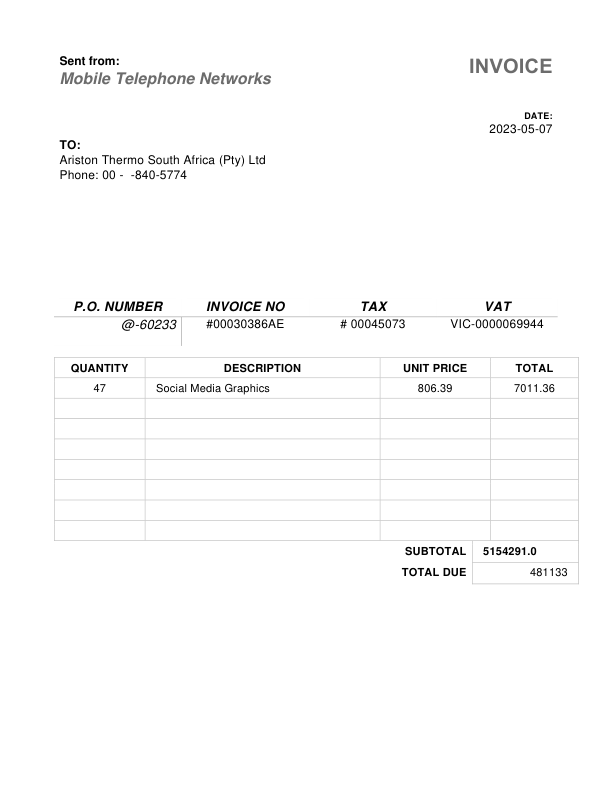 Sent from:
Mobile Telephone Networks
INVOICE
DATE:
2023-05-07
TO:
Ariston Thermo South Africa (Pty) Ltd
Phone: 00 -  -840-5774
P.O. NUMBER INVOICE NO TAX VAT
@-60233 #00030386AE # 00045073 VIC-0000069944
QUANTITY DESCRIPTION UNIT PRICE TOTAL
47 Social Media Graphics 806.39 7011.36
SUBTOTAL 5154291.0
TOTAL DUE 481133